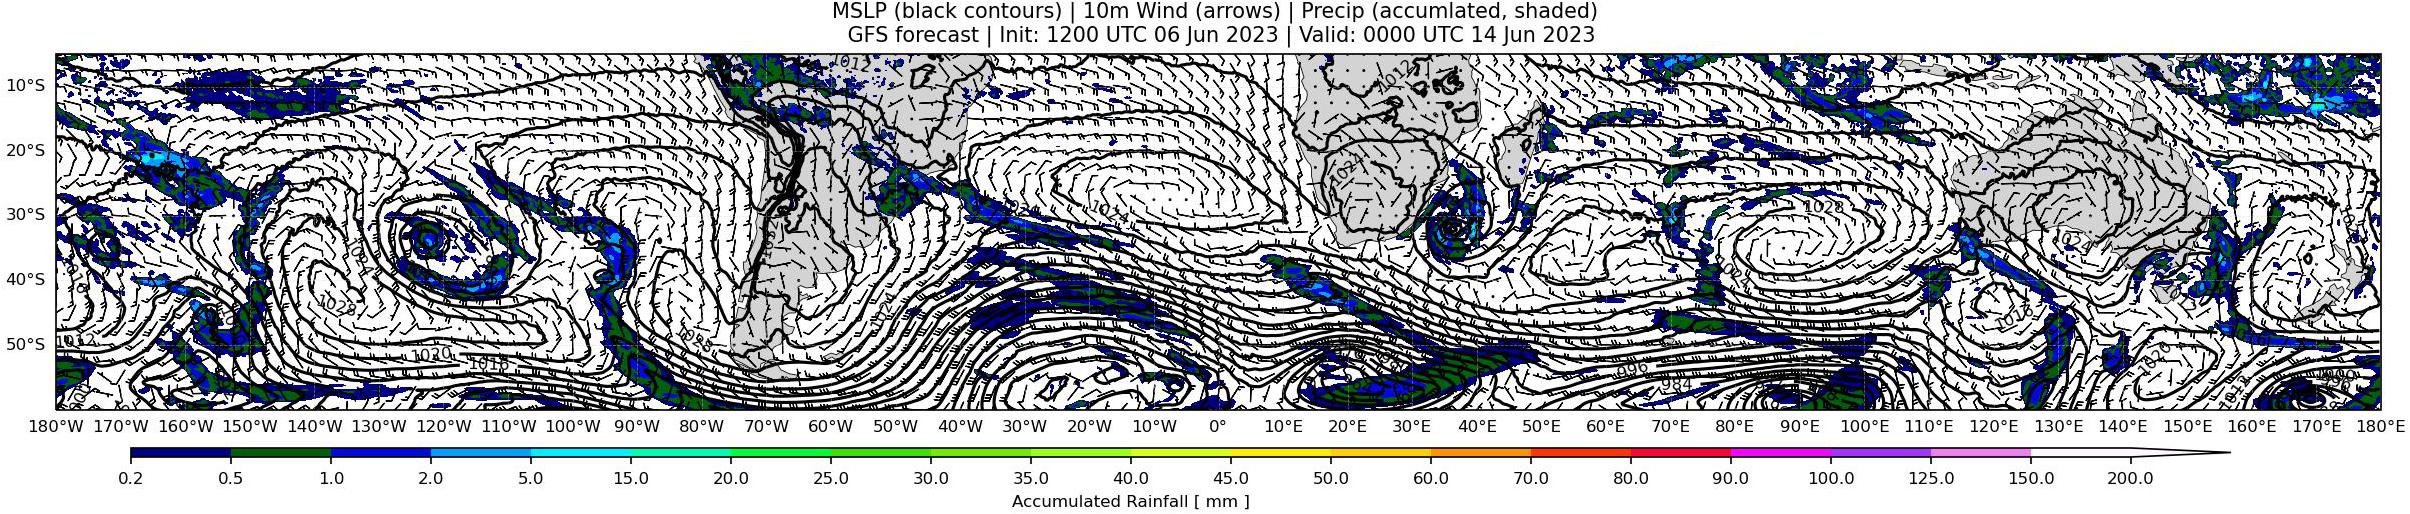 MSLP (black contours) | 10m Wind (arrows) | Precip (accumlated, shaded)
GFS forecast | Init: 1200 UTC 06 Jun 2023 | Valid: 0000 UTC 14 Jun 2023
10°S
20°S
30°S
40°S
50°S
1012
1012
1024
1024
1028
1024
1024
1028
1016
1012
1020
1016
1020
996
984
180°W 170°W 160°W 150°W 140°W 130°W 120°W 110°W 100°W 90°W 80°W 70°W 60°W 50°W 40°W 30°W 20°W 10°W 0° 10°E 20°E 30°E 40°E 50°E 60°E 70°E 80°E 90°E 100°E 110°E 120°E 130°E 140°E 150°E 160°E 170°E 180°E
0.2 0.5 1.0 2.0 5.0 15.0 20.0 25.0 30.0 35.0 40.0 45.0 50.0 60.0 70.0 80.0 90.0 100.0 125.0 150.0 200.0
Accumulated Rainfall [ mm ]